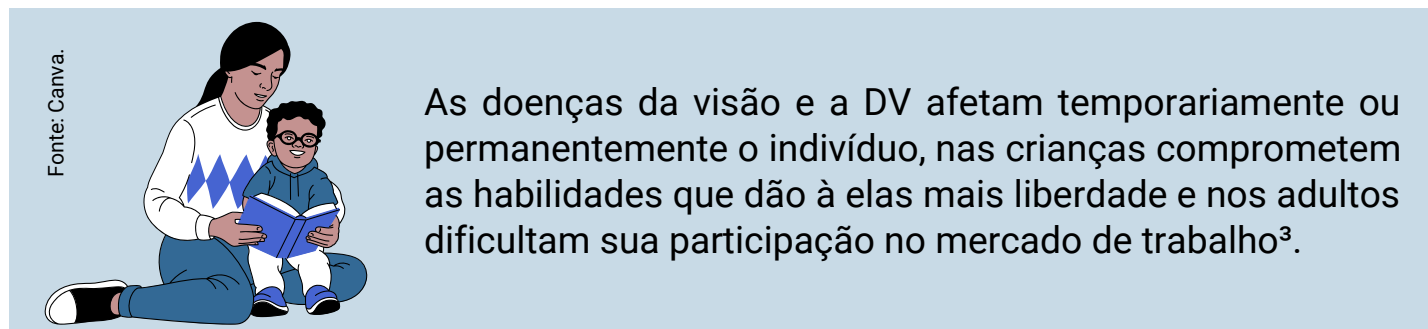 Fonte: Canva.
As doenças da visão e a DV afetam temporariamente ou
permanentemente o indivíduo, nas crianças comprometem
as habilidades que dão à elas mais liberdade e nos adultos
dificultam sua participação no mercado de trabalho³.